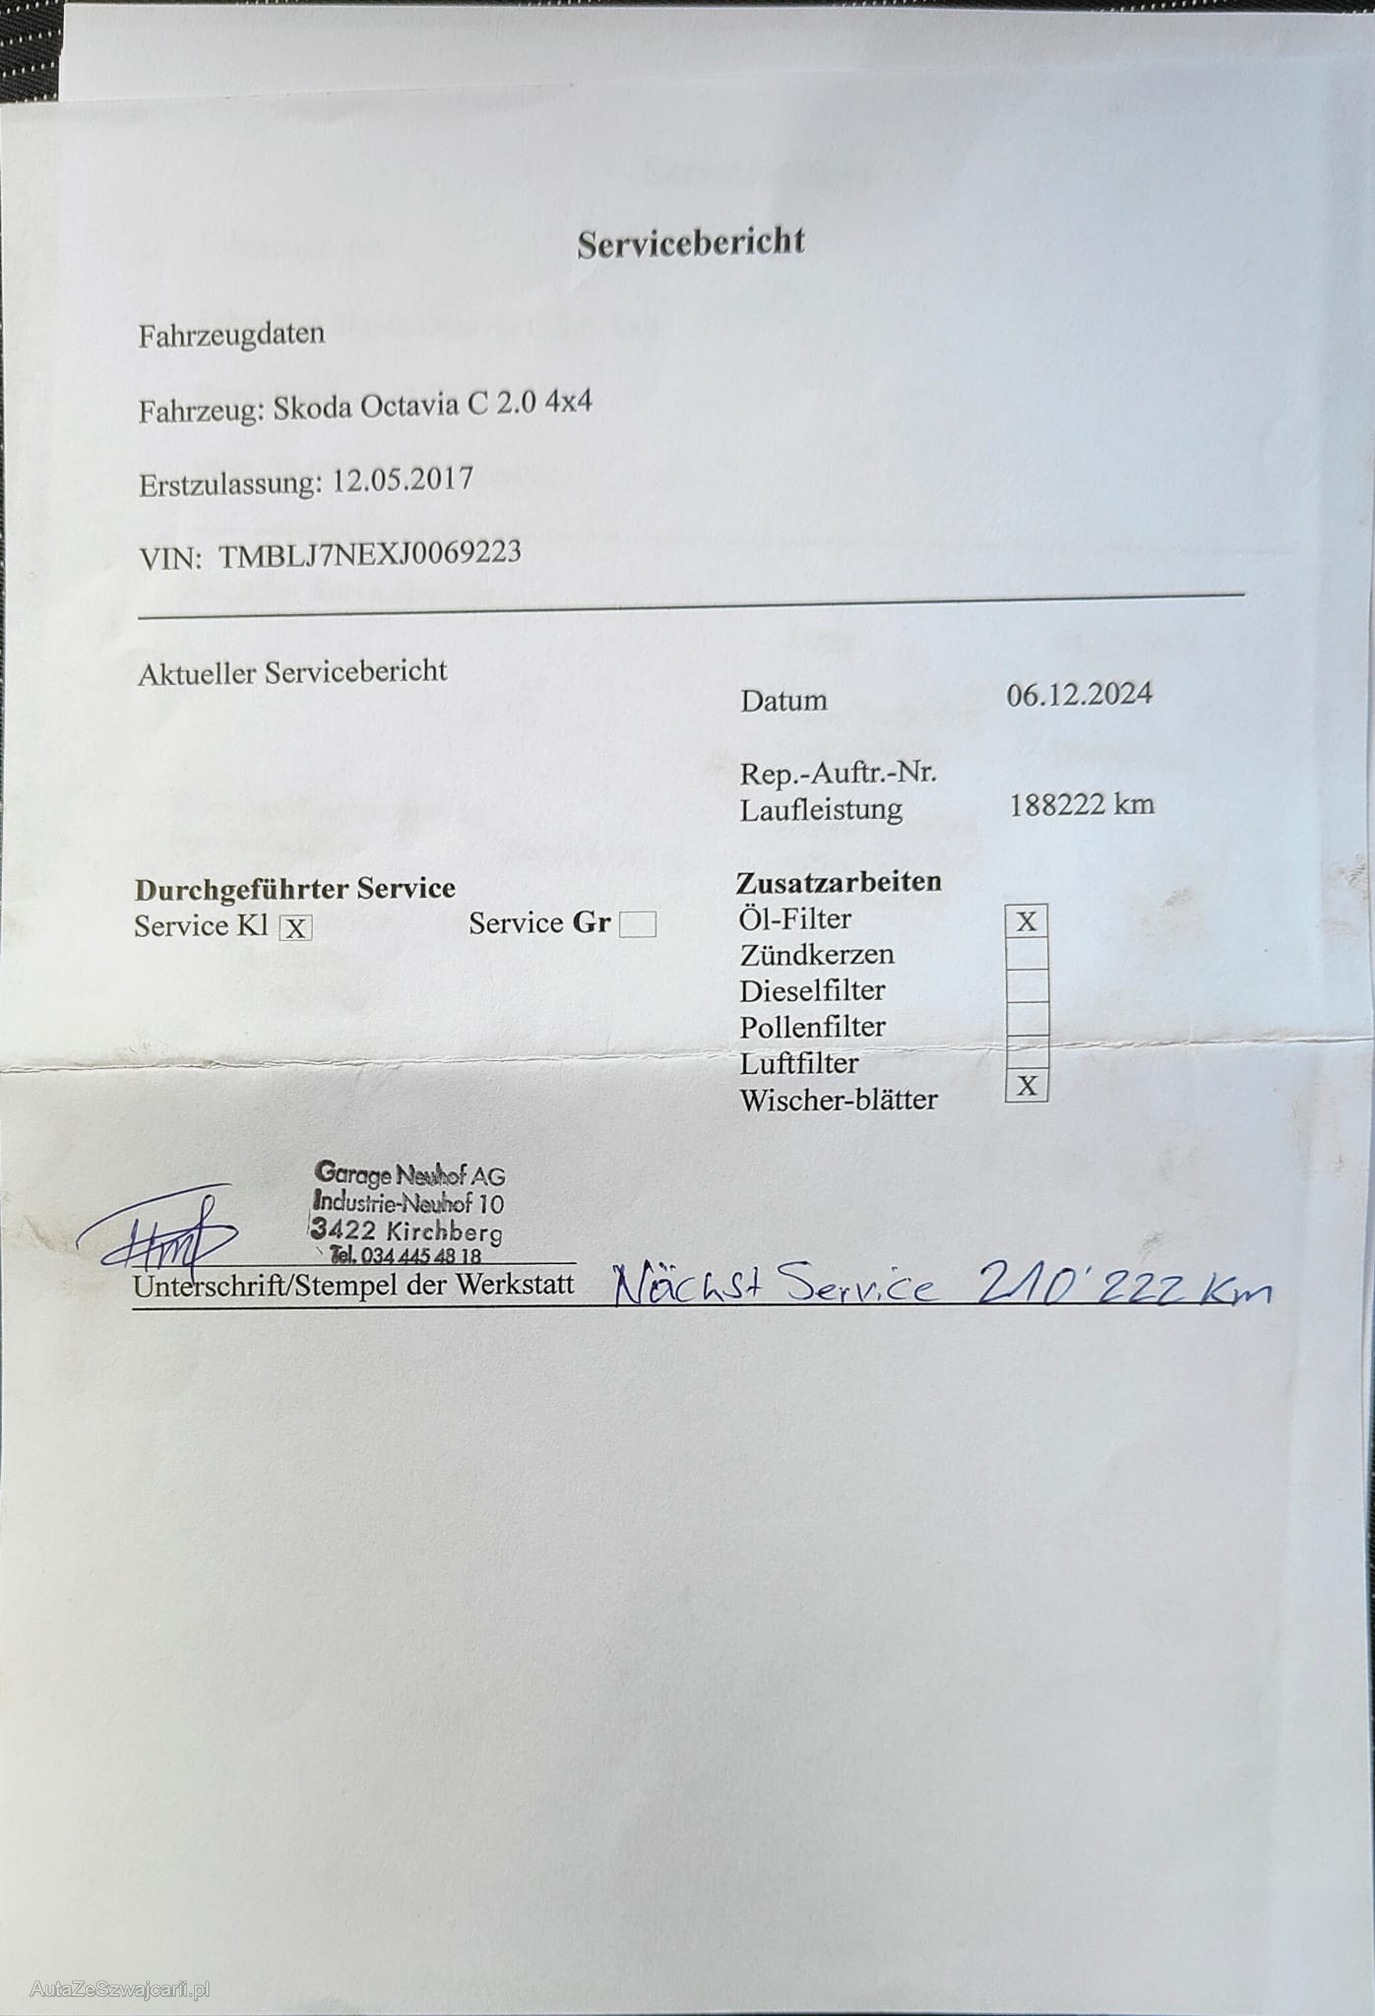 Servicebericht
Fahrzeugdaten
Fahrzeug: Skoda Octavia C 2.0 4x4
Erstzulassung: 12.05.2017
VIN: TMBLJ7NEXJ0069223
Aktueller Servicebericht
Datum 06.12.2024
Rep.-Auftr.-Nr.
Laufleistung 188222 km
Durchgeführter Service
Service Kl X Service Gr
Zusatzarbeiten
Öl-Filter X
Zündkerzen
Dieselfilter
Pollenfilter
Luftfilter
Wischer-blätter X
Garage Neuhof AG
Industrie-Neuhof 10
3422 Kirchberg
Tel. 034 445 48 18
Unterschrift/Stempel der Werkstatt Nächst Service 210'222 Km
AutaZeSzwajcarii.pl